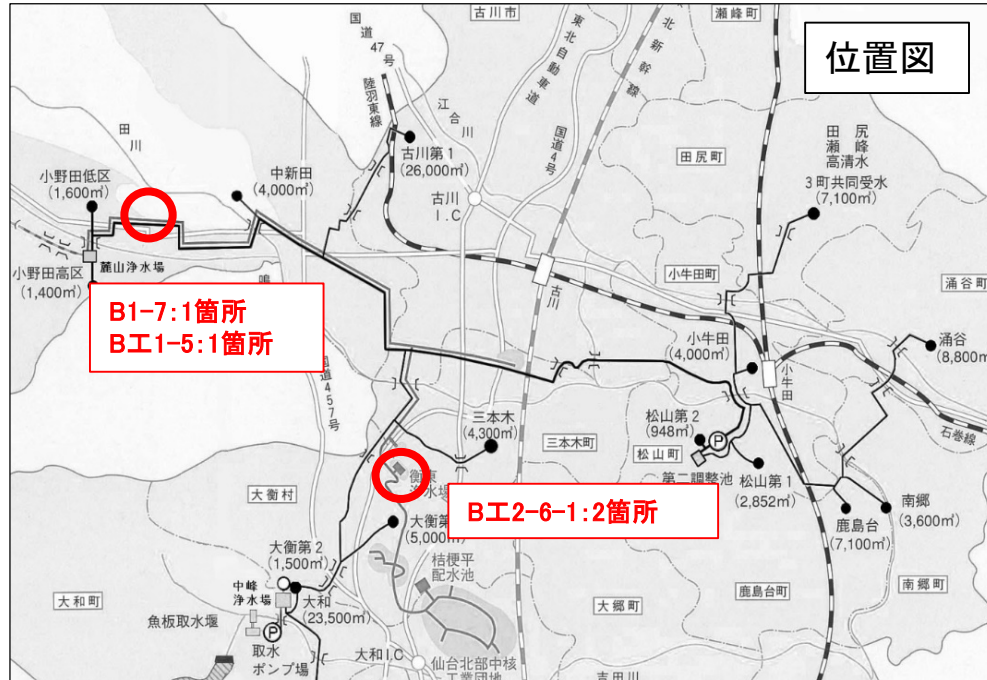 位置図
古川市
瀬峰町
国道47号
陸羽東線
江合川
東北自動車道
東北新幹線
国道4号
田川
小野田低区
(1,600㎥)
中新田
(4,000㎥)
古川第1
(26,000㎥)
古川
I.C
田尻町
田尻
瀬峰
高清水
3町共同受水
(7,100㎥)
小野田高区
(1,400㎥)
麓山浄水場
鳴
古川
小牛田町
涌谷町
B1-7:1箇所
B工1-5:1箇所
国道457号
小牛田
(4,000㎥)
小牛田
涌谷
(8,800㎥)
石巻線
三本木
(4,300㎥)
三本木町
松山第2
(948㎥)
P
松山町
第二調整池
松山第1
(2,852㎥)
大衡村
衡東
浄水場
B工2-6-1:2箇所
大衡第
(5,000㎥)
鹿島台
(7,100㎥)
南郷
(3,600㎥)
大衡第2
(1,500㎥)
桔梗平
配水池
中峰
浄水場
大和
(23,500㎥)
大和町
魚板取水堰
P
取水
ポンプ場
大和I.C
仙台北部中核
工業団地
大郷町
鹿島台町
南郷町
吉田川